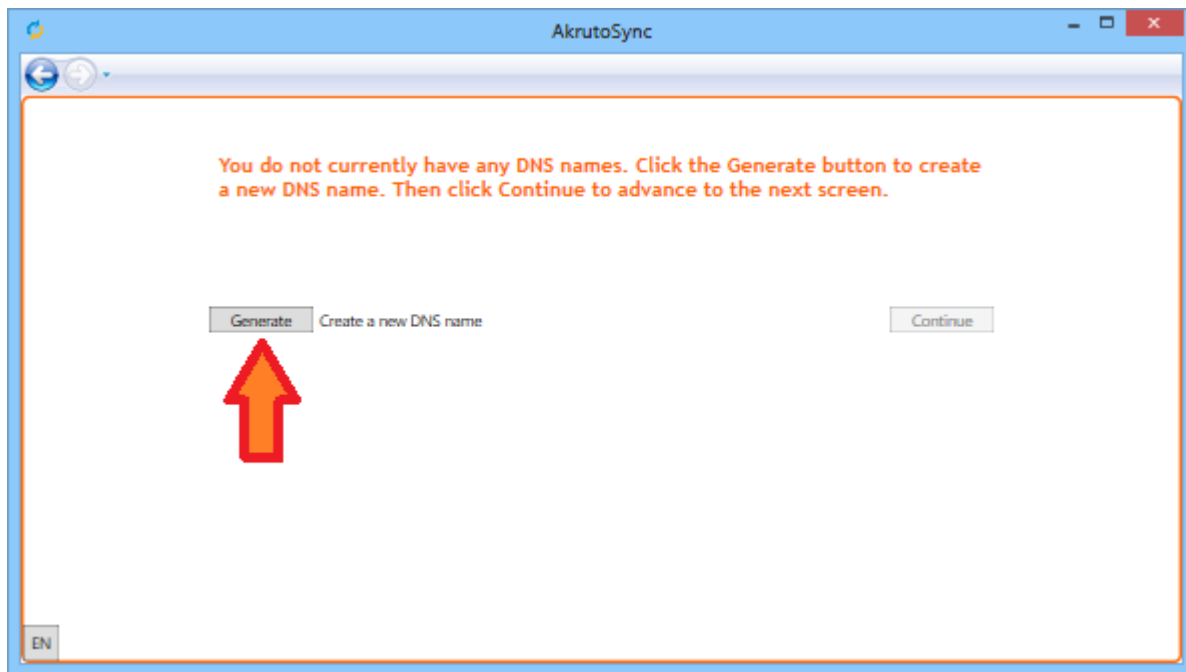 AkrutoSync
You do not currently have any DNS names. Click the Generate button to create
a new DNS name. Then click Continue to advance to the next screen.
Generate Create a new DNS name Continue
EN